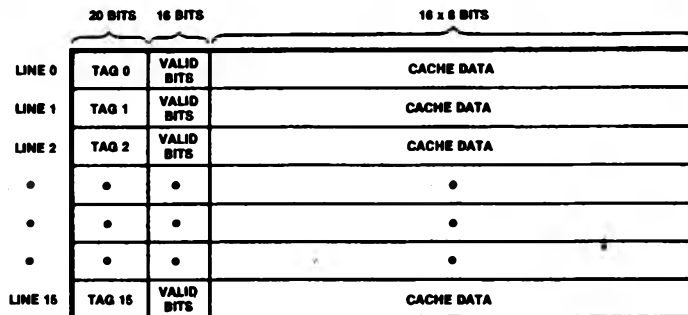 20 BITS 16 BITS 16 x 8 BITS
LINE 0 TAG 0 VALID BITS CACHE DATA
LINE 1 TAG 1 VALID BITS CACHE DATA
LINE 2 TAG 2 VALID BITS CACHE DATA
• • • •
• • • •
• • • •
LINE 15 TAG 15 VALID BITS CACHE DATA